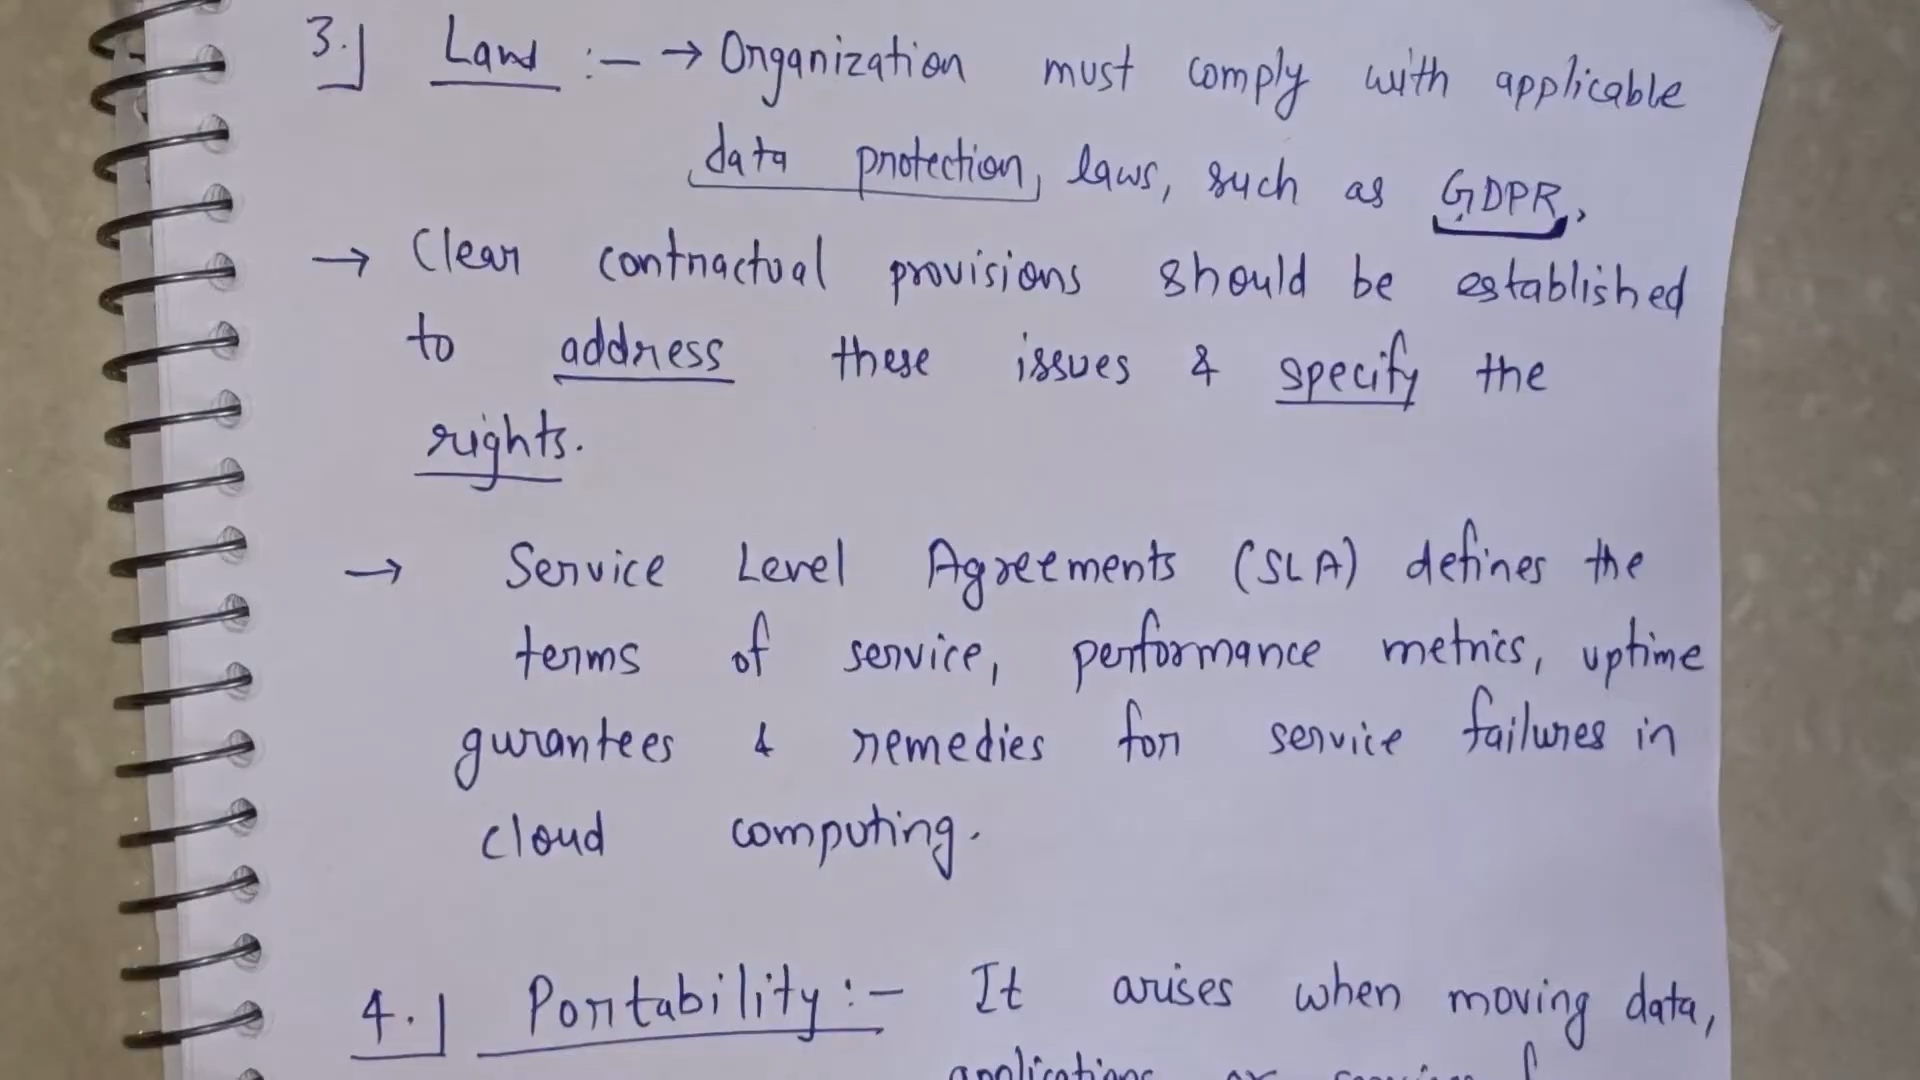 3.] Law :- → Organization must comply with applicable
data protection, laws, such as GDPR,
→ Clear contractual provisions should be established
to address these issues & specify the
rights.
→ Service Level Agreements (SLA) defines the
terms of service, performance metrics, uptime
gurantees & remedies for service failures in
cloud computing.
4.] Portability :- It arises when moving data,
applications or